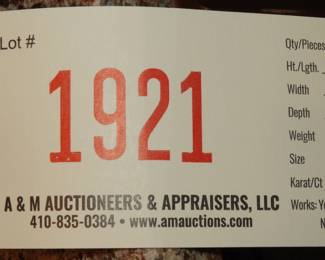 Lot #
1921
A & M AUCTIONEERS & APPRAISERS, LLC
410-835-0384 • www.amauctions.com
Qty/Pieces
Ht./Lgth. _
Width _
Depth
Weight
Size
Karat/Ct
Works: Y
N